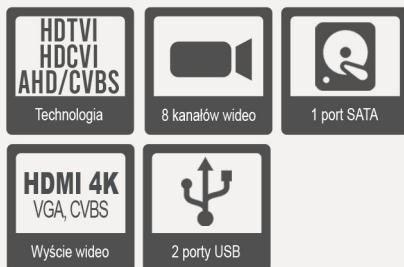 HDTVI
HDCVI
AHD/CVBS
Technologia
8 kanałów wideo
1 port SATA
HDMI 4K
VGA, CVBS
Wyście wideo
2 porty USB